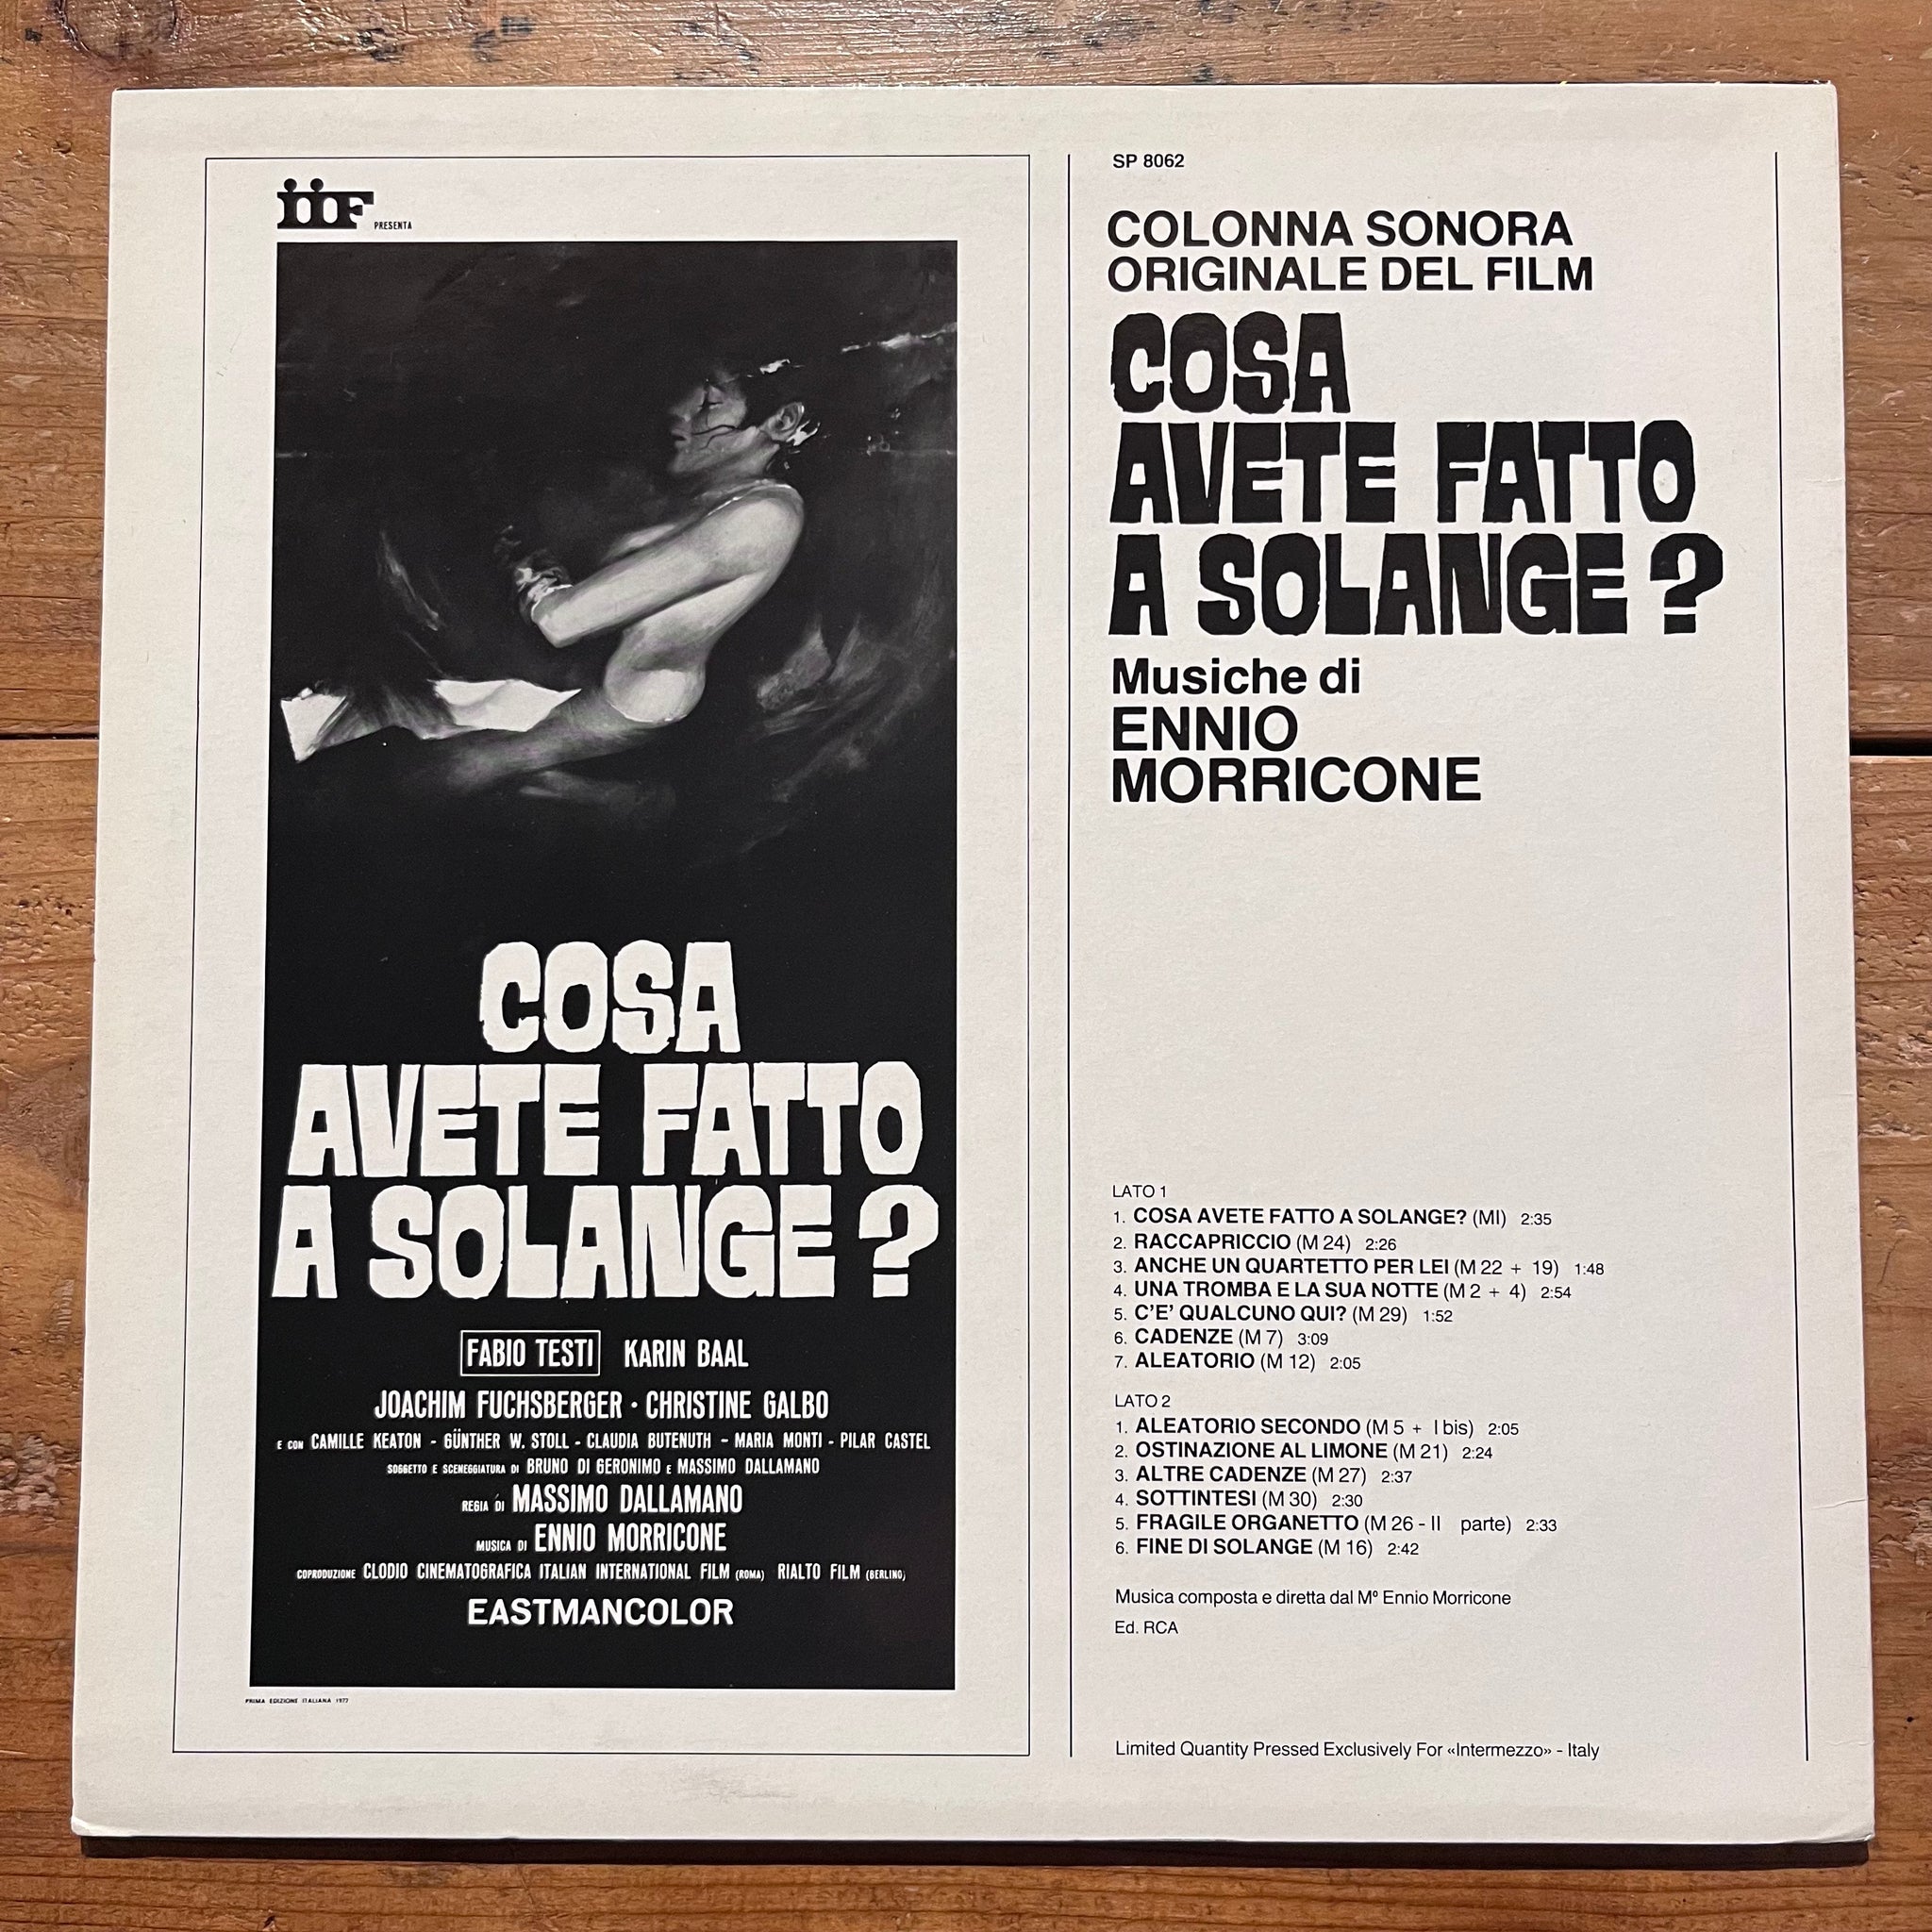 iiF PRESENTA
COSA
AVETE FATTO
A SOLANGE?
FABIO TESTI KARIN BAAL
JOACHIM FUCHSBERGER · CHRISTINE GALBO
E CON CAMILLE KEATON - GÜNTHER W. STOLL - CLAUDIA BUTENUTH - MARIA MONTI - PILAR CASTEL
SOGGETTO E SCENEGGIATURA DI BRUNO DI GERONIMO E MASSIMO DALLAMANO
REGIA DI MASSIMO DALLAMANO
MUSICA DI ENNIO MORRICONE
COPRODUZIONE CLODIO CINEMATOGRAFICA ITALIAN INTERNATIONAL FILM (ROMA) RIALTO FILM (BERLINO)
EASTMANCOLOR
PRIMA EDIZIONE ITALIANA 1972
SP 8062
COLONNA SONORA
ORIGINALE DEL FILM
COSA
AVETE FATTO
A SOLANGE?
Musiche di
ENNIO
MORRICONE
LATO 1
1. COSA AVETE FATTO A SOLANGE? (MI) 2:35
2. RACCAPRICCIO (M 24) 2:26
3. ANCHE UN QUARTETTO PER LEI (M 22 + 19) 1:48
4. UNA TROMBA E LA SUA NOTTE (M 2 + 4) 2:54
5. C'E' QUALCUNO QUI? (M 29) 1:52
6. CADENZE (M 7) 3:09
7. ALEATORIO (M 12) 2:05
LATO 2
1. ALEATORIO SECONDO (M 5 + I bis) 2:05
2. OSTINAZIONE AL LIMONE (M 21) 2:24
3. ALTRE CADENZE (M 27) 2:37
4. SOTTINTESI (M 30) 2:30
5. FRAGILE ORGANETTO (M 26 - II parte) 2:33
6. FINE DI SOLANGE (M 16) 2:42
Musica composta e diretta dal Mº Ennio Morricone
Ed. RCA
Limited Quantity Pressed Exclusively For «Intermezzo» - Italy